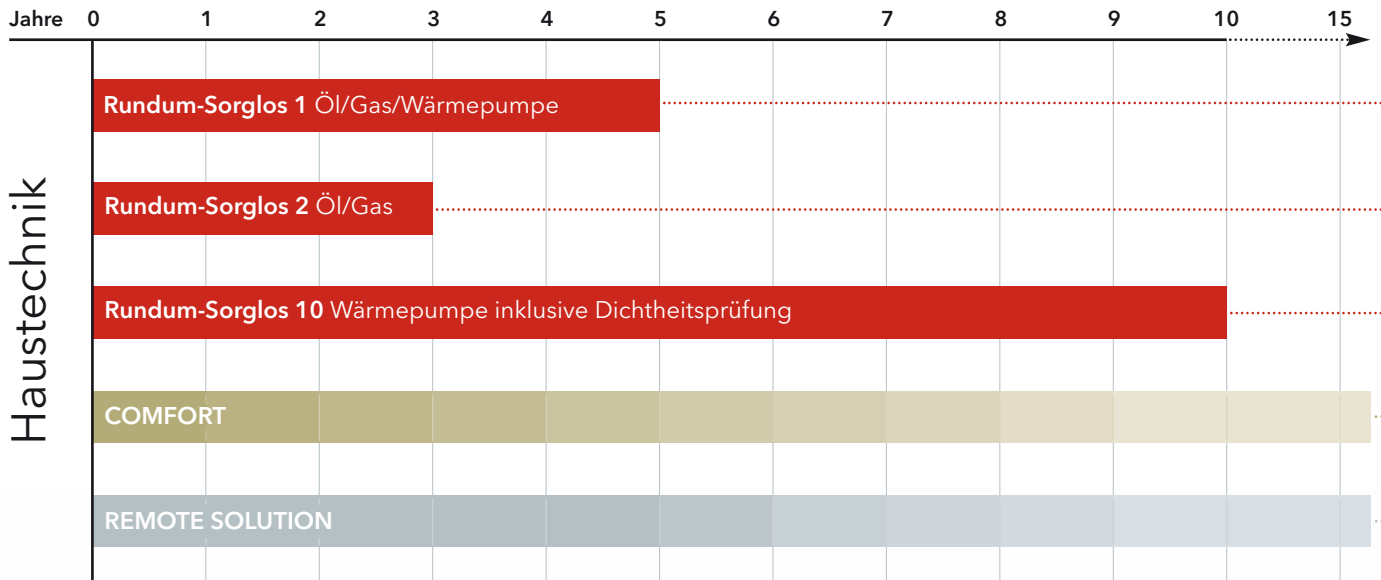 Jahre 0 1 2 3 4 5 6 7 8 9 10 15
Haustechnik
Rundum-Sorglos 1 Öl/Gas/Wärmepumpe
Rundum-Sorglos 2 Öl/Gas
Rundum-Sorglos 10 Wärmepumpe inklusive Dichtheitsprüfung
COMFORT
REMOTE SOLUTION